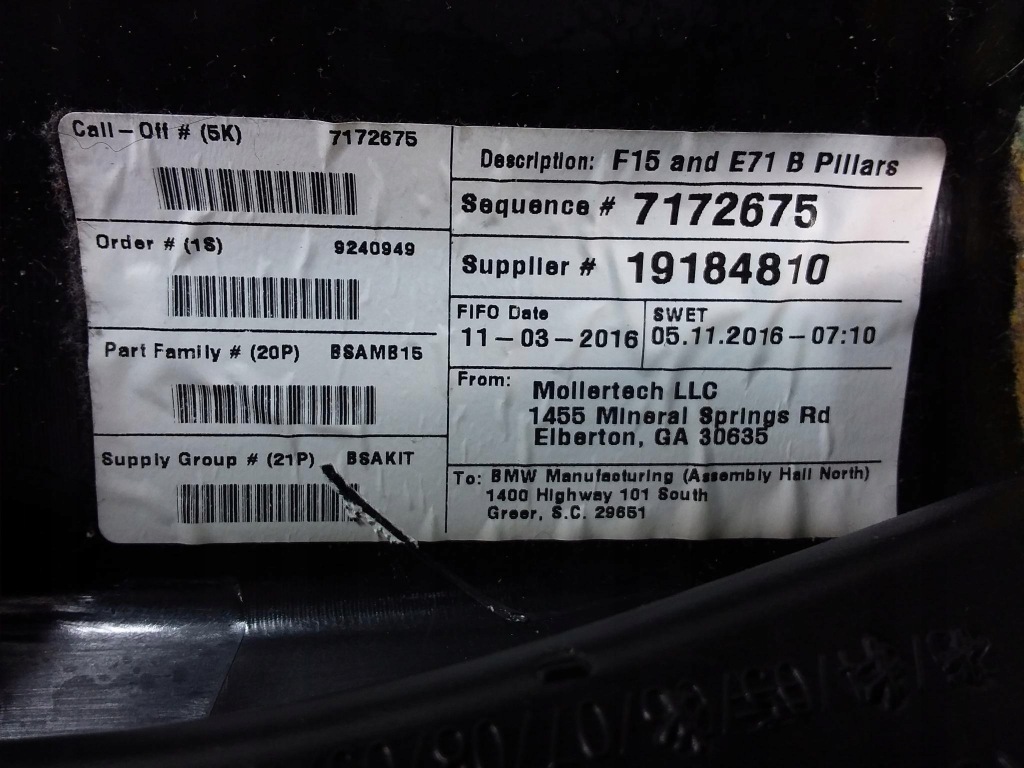 Call-Off # (5K) 7172675
Order # (1S) 9240949
Part Family # (20P) BSAMB15
Supply Group # (21P) BSAKIT
Description: F15 and E71 B Pillars
Sequence # 7172675
Supplier # 19184810
FIFO Date
11-03-2016
SWET
05.11.2016-07:10
From: Mollertech LLC
1455 Mineral Springs Rd
Elberton, GA 30635
To: BMW Manufacturing (Assembly Hall North)
1400 Highway 101 South
Greer, S.C. 29651